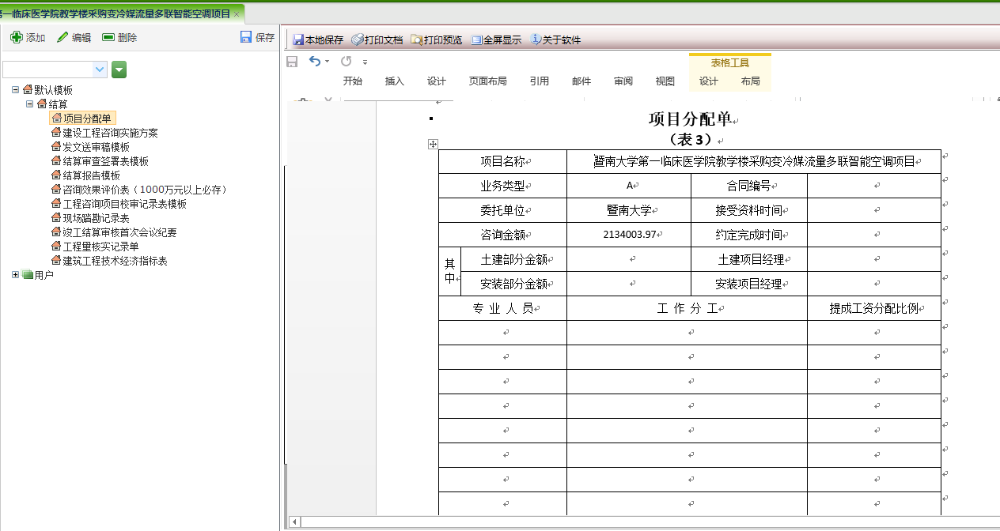 第一临床医学院教学楼采购变冷媒流量多联智能空调项目
添加 编辑 删除 保存
默认模板
结算
项目分配单
建设工程咨询实施方案
发文送审稿模板
结算审查签署表模板
结算报告模板
咨询效果评价表（1000万元以上必存）
工程咨询项目校审记录表模板
现场踏勘记录表
竣工结算审核首次会议纪要
工程量核实记录单
建筑工程技术经济指标表
用户
本地保存 打印文档 打印预览 全屏显示 关于软件
表格工具
开始 插入 设计 页面布局 引用 邮件 审阅 视图 设计 布局
项目分配单
（表 3）
项目名称 暨南大学第一临床医学院教学楼采购变冷媒流量多联智能空调项目
业务类型 A 合同编号
委托单位 暨南大学 接受资料时间
咨询金额 2134003.97 约定完成时间
其中 土建部分金额 土建项目经理
安装部分金额 安装项目经理
专 业 人 员 工 作 分 工 提成工资分配比例